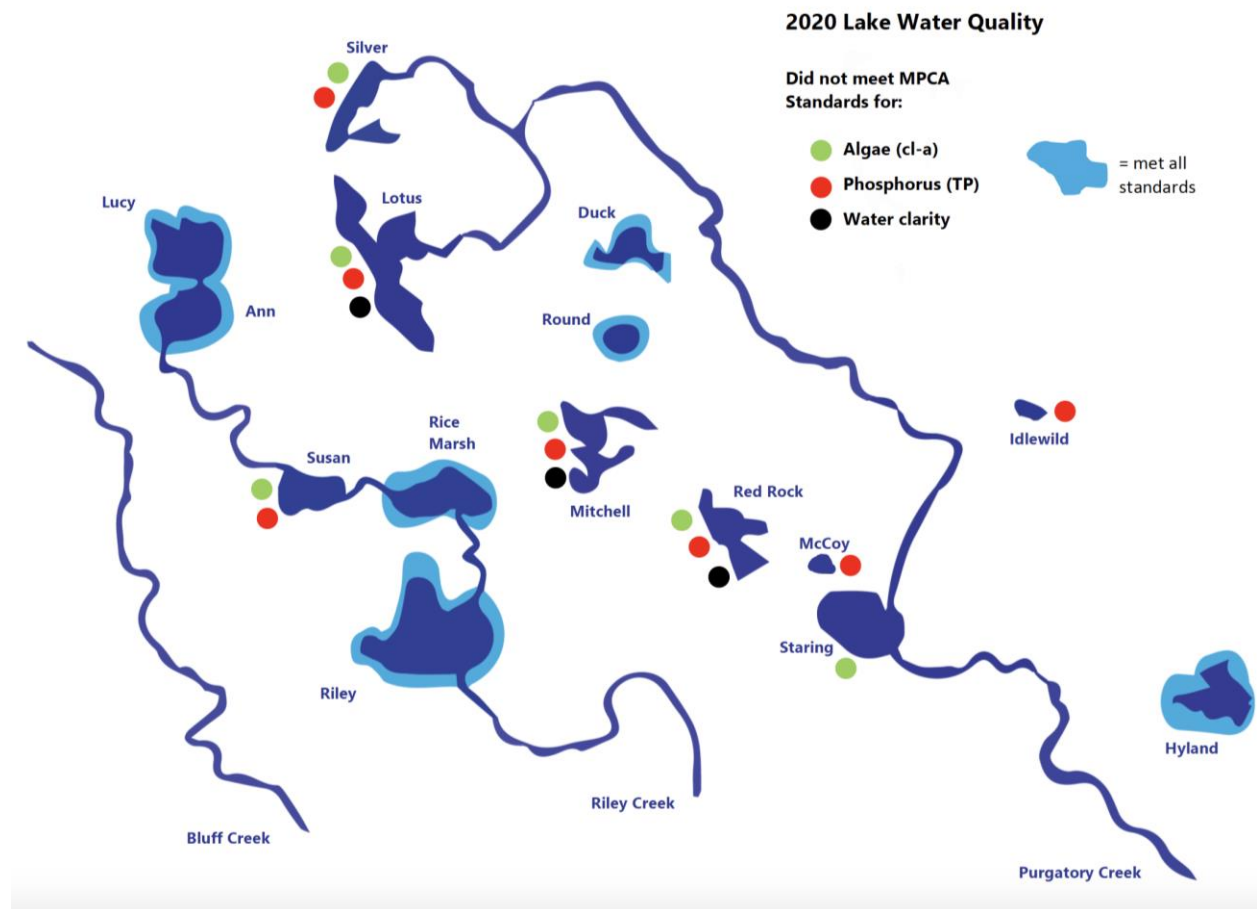 2020 Lake Water Quality
Did not meet MPCA
Standards for:
Algae (cl-a)
Phosphorus (TP)
Water clarity
= met all
standards
Silver
Lucy
Lotus
Duck
Ann
Round
Idlewild
Rice
Marsh
Susan
Mitchell
Red Rock
McCoy
Staring
Riley
Hyland
Riley Creek
Bluff Creek
Purgatory Creek